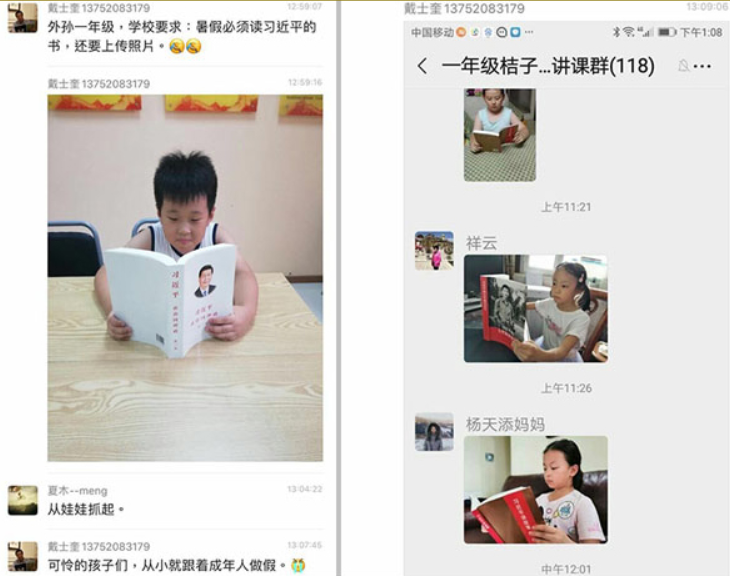 戴士奎13752083179
12:59:07
外孙一年级，学校要求：暑假必须读习近平的
书，还要上传照片。😂😂
戴士奎13752083179
12:59:16
习近平
夏木--meng
13:04:22
从娃娃抓起。
戴士奎13752083179
13:07:45
可怜的孩子们，从小就跟着成年人做假。😭
戴士奎13752083179
13:09:06
中国移动
下午1:08
一年级桔子...讲课群(118)
上午11:21
祥云
上午11:26
杨天添妈妈
中午12:01